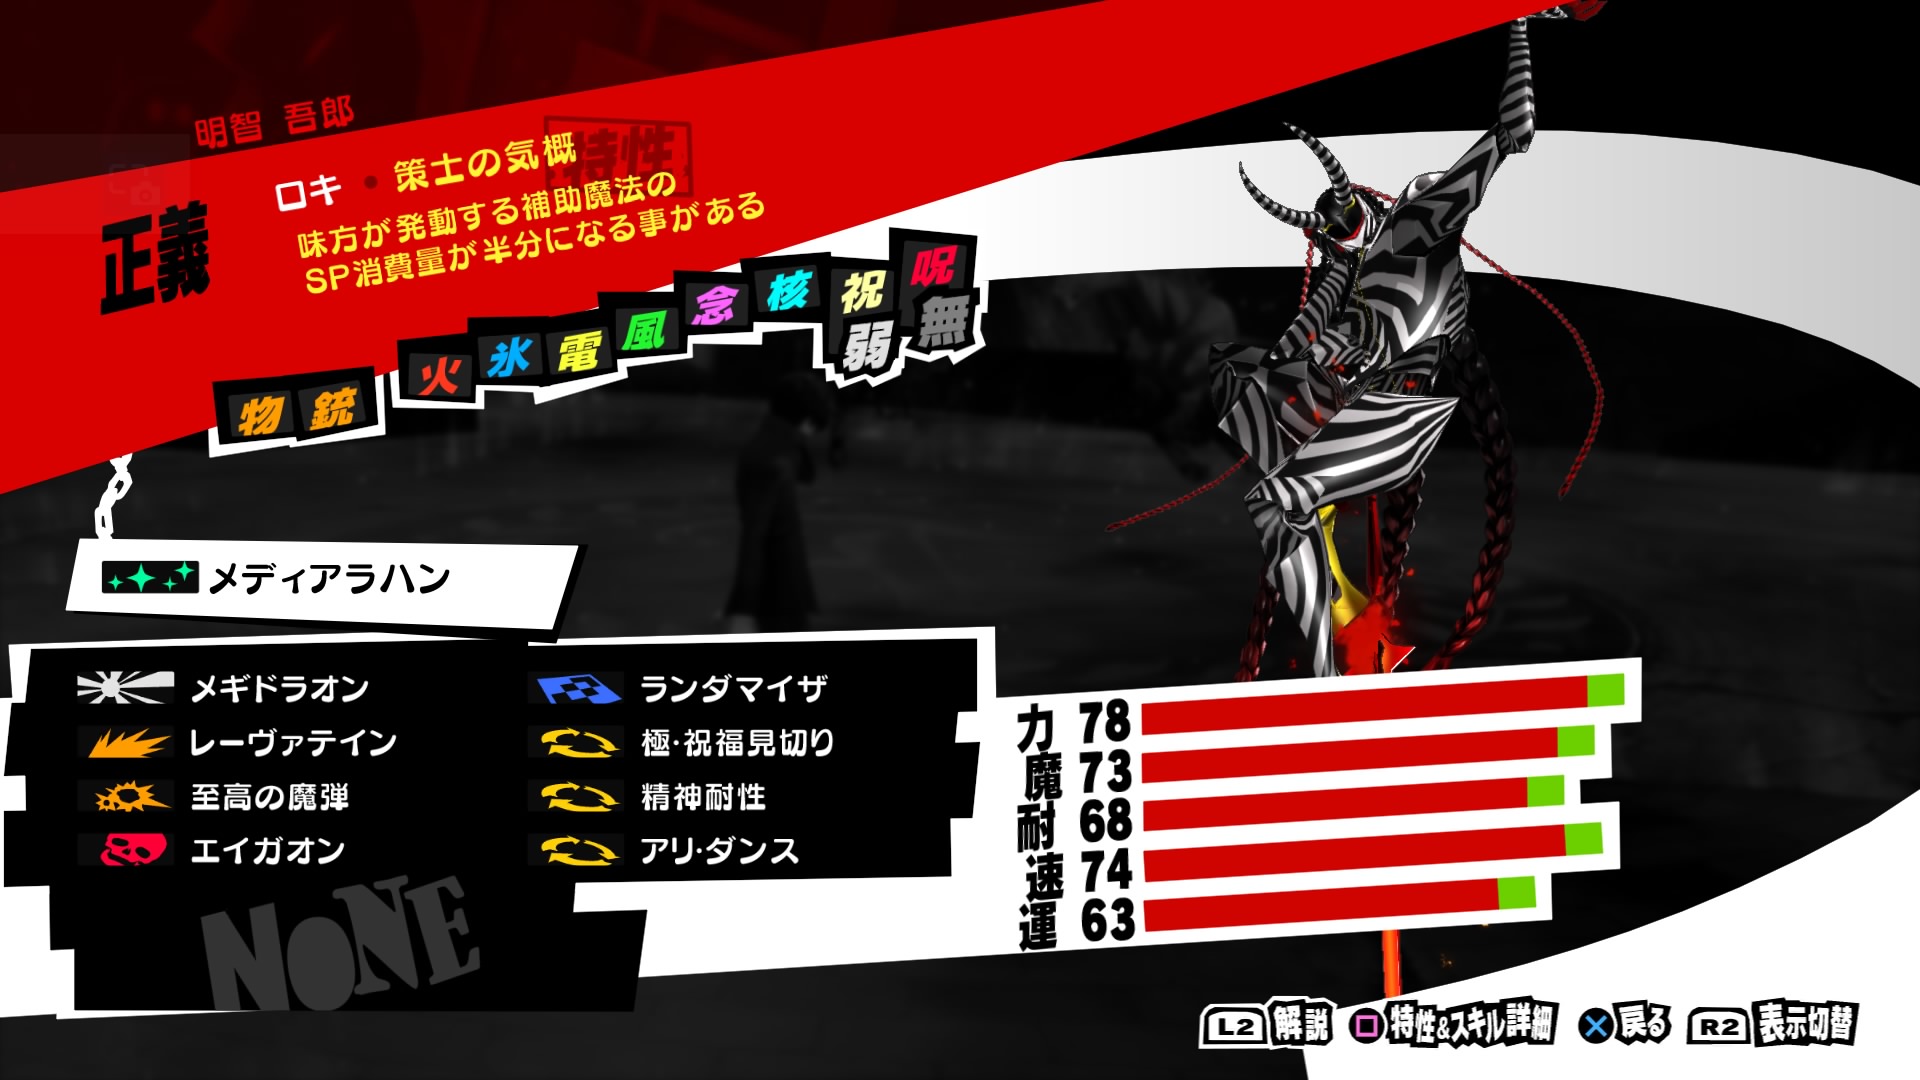 明智 吾郎
特性
正義
ロキ・策士の気概
味方が発動する補助魔法の
SP消費量が半分になる事がある
物 銃 火 氷 電 風 念 核 祝 呪
弱 無
メディアラハン
メギドラオン
レーヴァテイン
至高の魔弾
エイガオン
ランダマイザ
極・祝福見切り
精神耐性
アリ・ダンス
NONE
力 78
魔 73
耐 68
速 74
運 63
L2 解説 特性&スキル詳細 戻る R2 表示切替